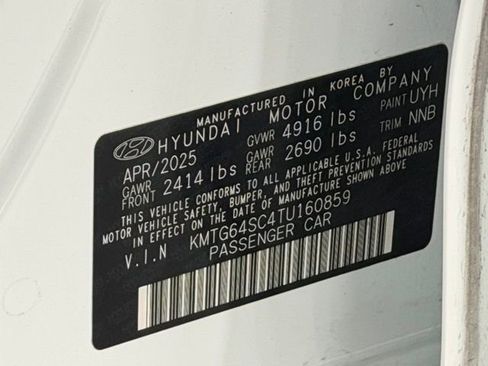 MANUFACTURED IN KOREA BY
HYUNDAI MOTOR COMPANY
APR/2025 GVWR 4916 lbs PAINT UYH
GAWR FRONT 2414 lbs GAWR REAR 2690 lbs TRIM NNB
THIS VEHICLE CONFORMS TO ALL APPLICABLE U.S.A. FEDERAL
MOTOR VEHICLE SAFETY, BUMPER, AND THEFT PREVENTION STANDARDS
IN EFFECT ON THE DATE OF MANUFACTURE SHOWN ABOVE
V.I.N KMTG64SC4TU160859
PASSENGER CAR